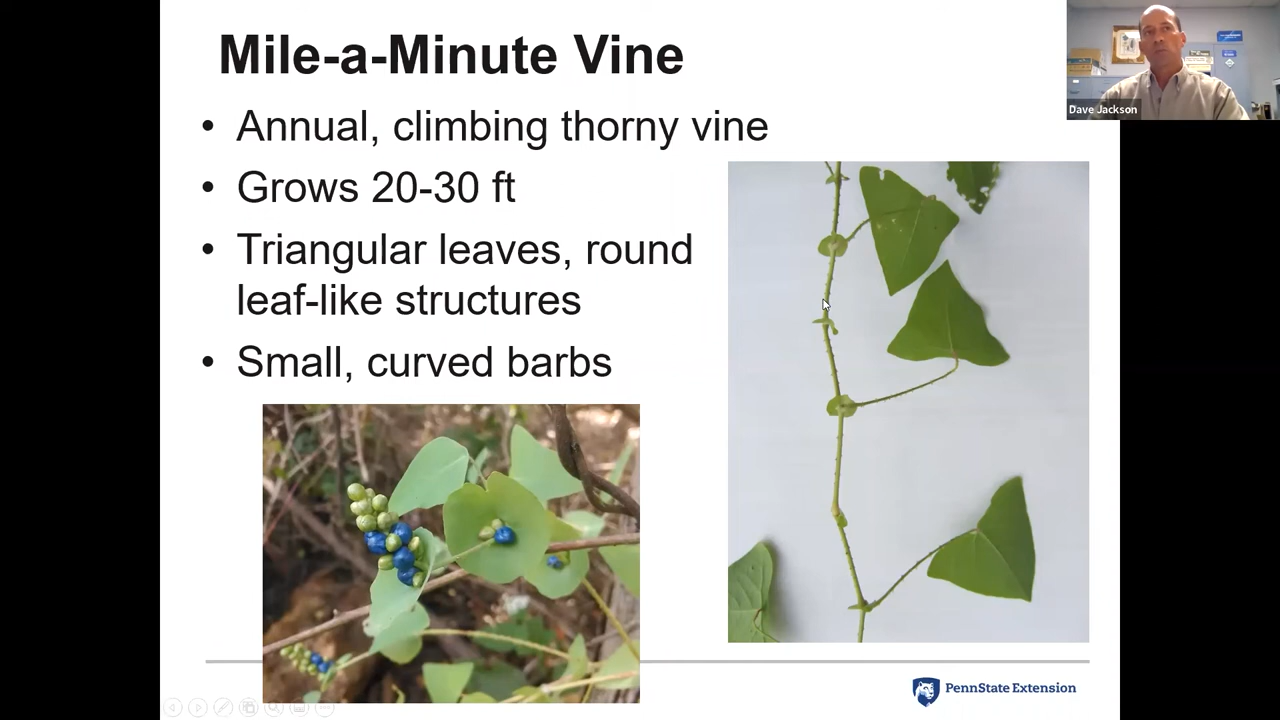 Mile-a-Minute Vine
• Annual, climbing thorny vine
• Grows 20-30 ft
• Triangular leaves, round
leaf-like structures
• Small, curved barbs
Dave Jackson
PennState Extension